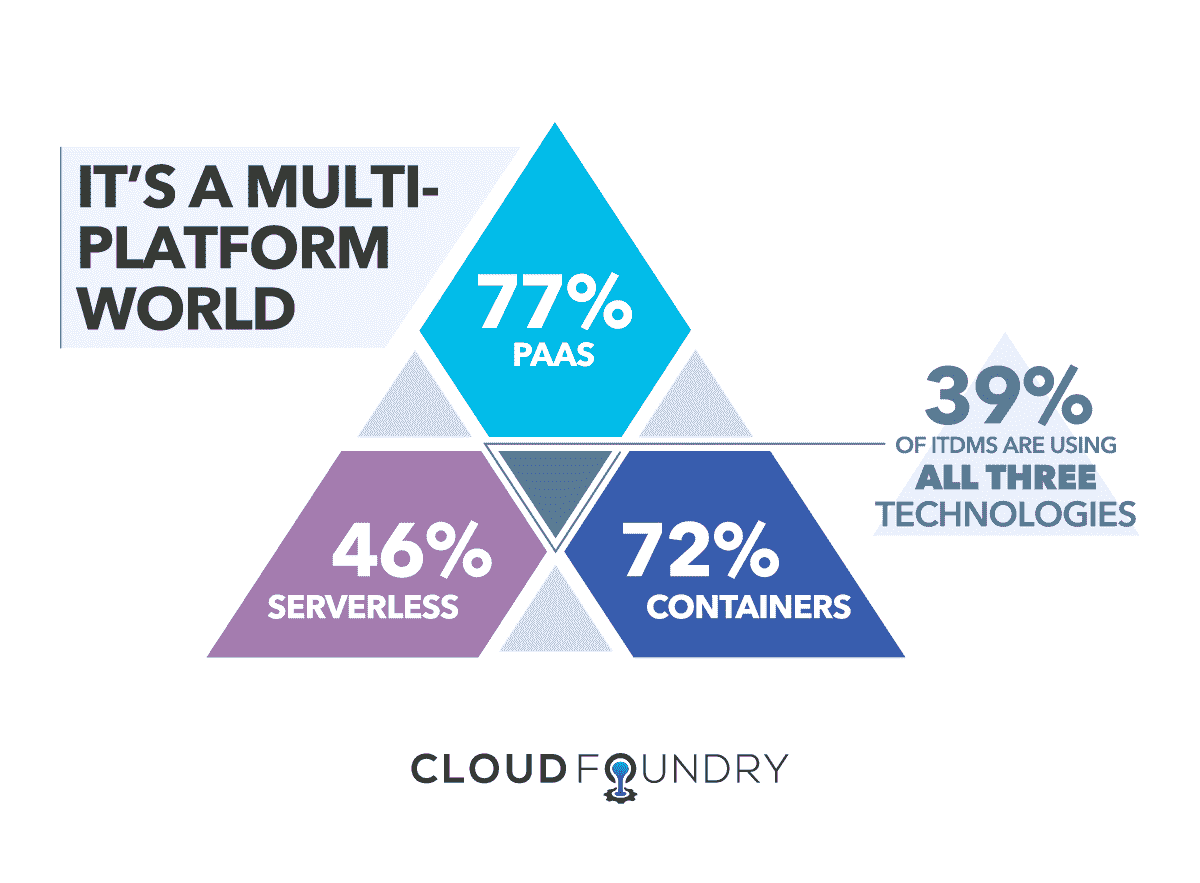 IT'S A MULTI-
PLATFORM
WORLD
77%
PAAS
39%
OF ITDMS ARE USING
ALL THREE
TECHNOLOGIES
46%
SERVERLESS
72%
CONTAINERS
CLOUD FOUNDRY